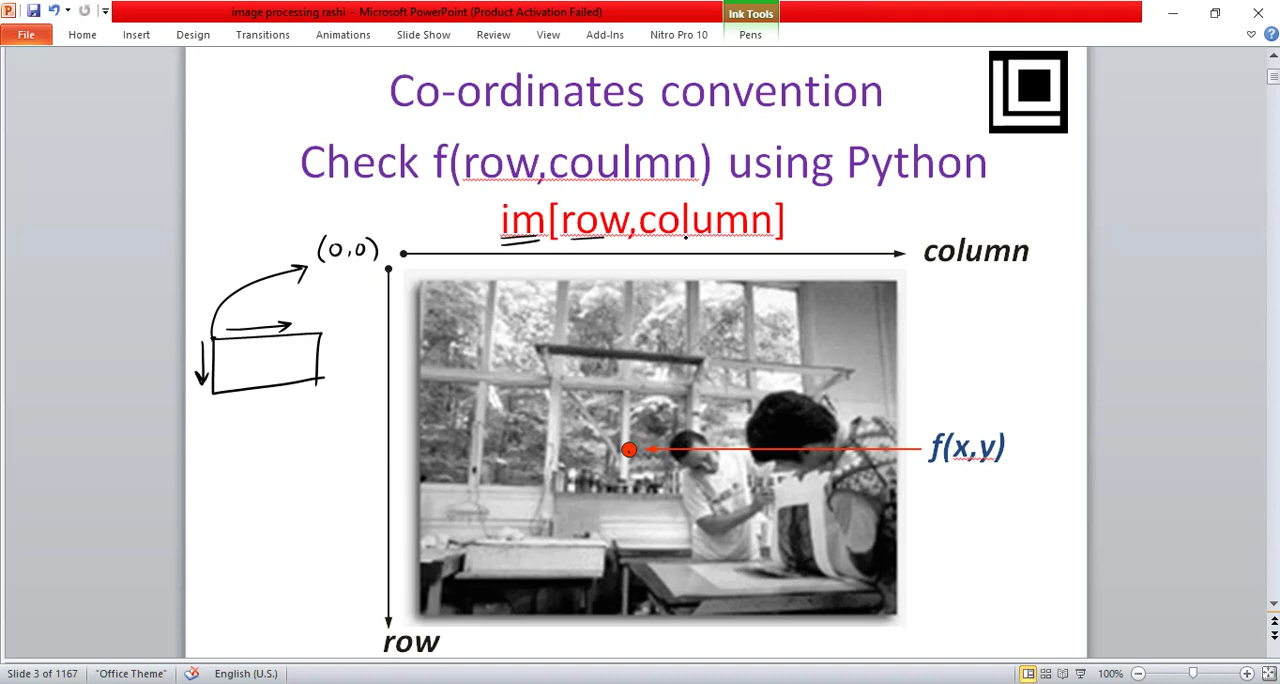 image processing rashi - Microsoft PowerPoint (Product Activation Failed)
Ink Tools
File Home Insert Design Transitions Animations Slide Show Review View Add-Ins Nitro Pro 10 Pens
Co-ordinates convention
Check f(row,coulmn) using Python
im[row,column]
(0,0)
column
f(x,y)
row
Slide 3 of 1167 "Office Theme" English (U.S.) 100%